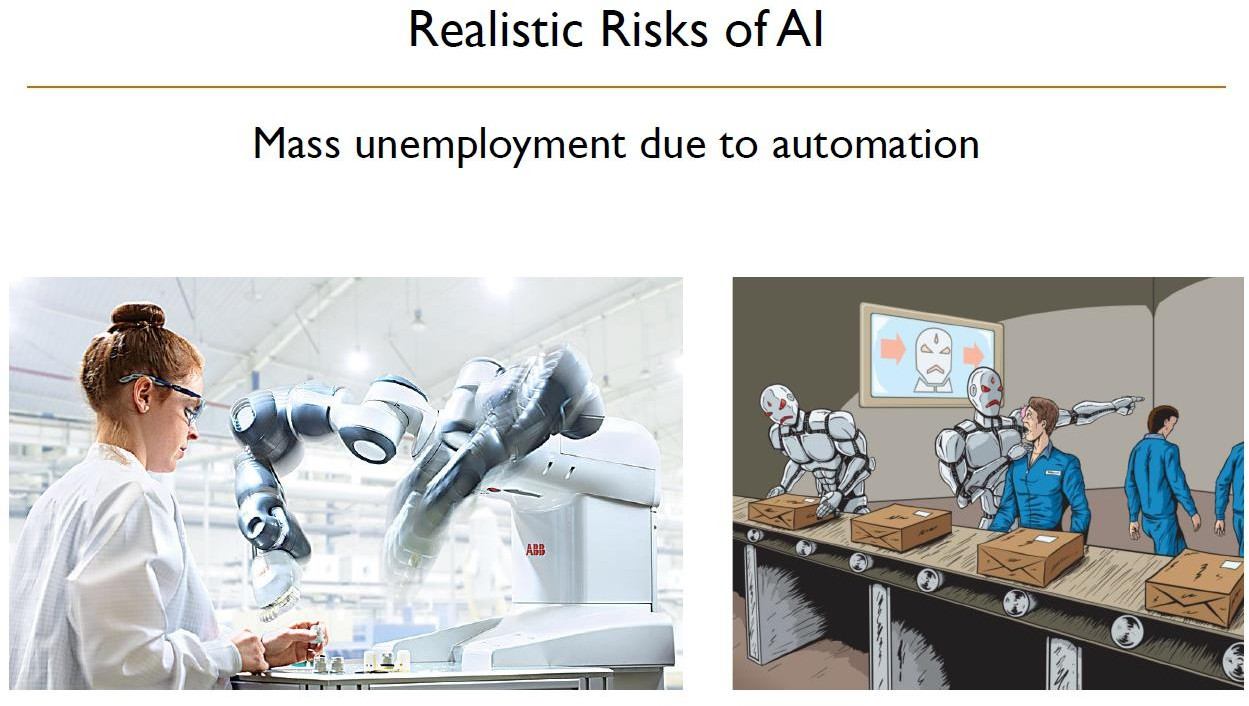 Realistic Risks of AI
Mass unemployment due to automation
ABB